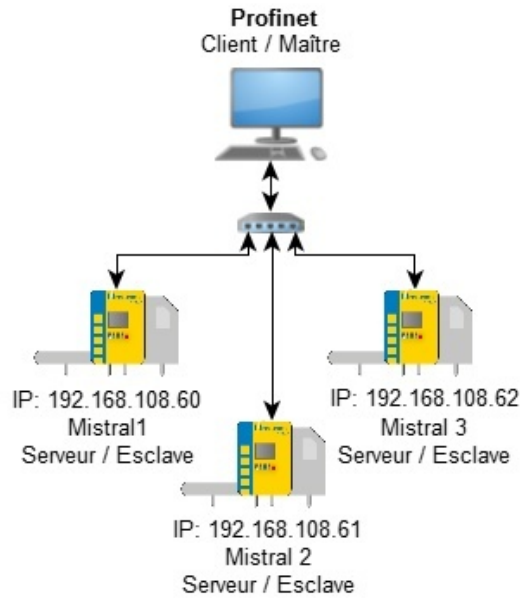 Profinet
Client / Maître
IP: 192.168.108.60
Mistral1
Serveur / Esclave
IP: 192.168.108.62
Mistral 3
Serveur / Esclave
IP: 192.168.108.61
Mistral 2
Serveur / Esclave